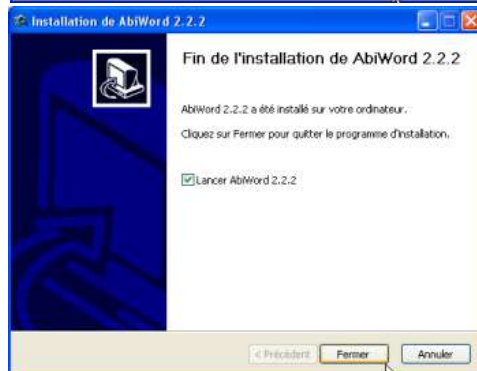 Installation de AbiWord 2.2.2
Fin de l'installation de AbiWord 2.2.2
AbiWord 2.2.2 a été installé sur votre ordinateur.
Cliquez sur Fermer pour quitter le programme d'installation.
Lancer AbiWord 2.2.2
< Précédent Fermer Annuler